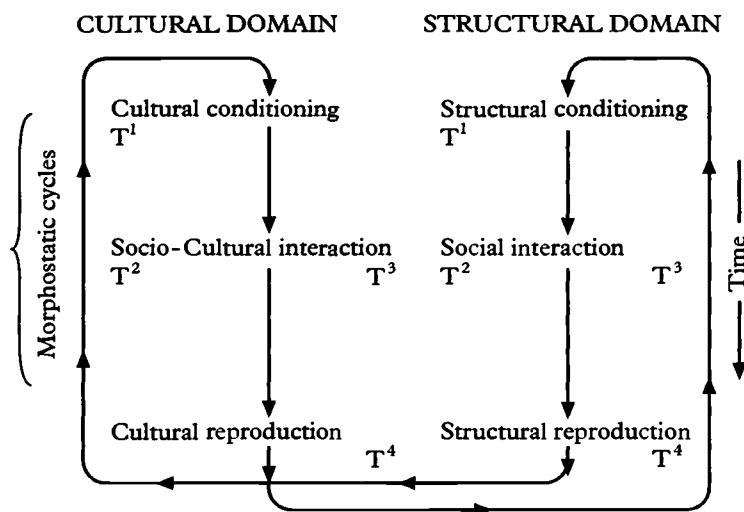 CULTURAL DOMAIN STRUCTURAL DOMAIN
Cultural conditioning Structural conditioning
T¹ T¹
Morphostatic cycles
Socio-Cultural interaction Social interaction
T² T³ T² T³
Time
Cultural reproduction Structural reproduction
T⁴ T⁴